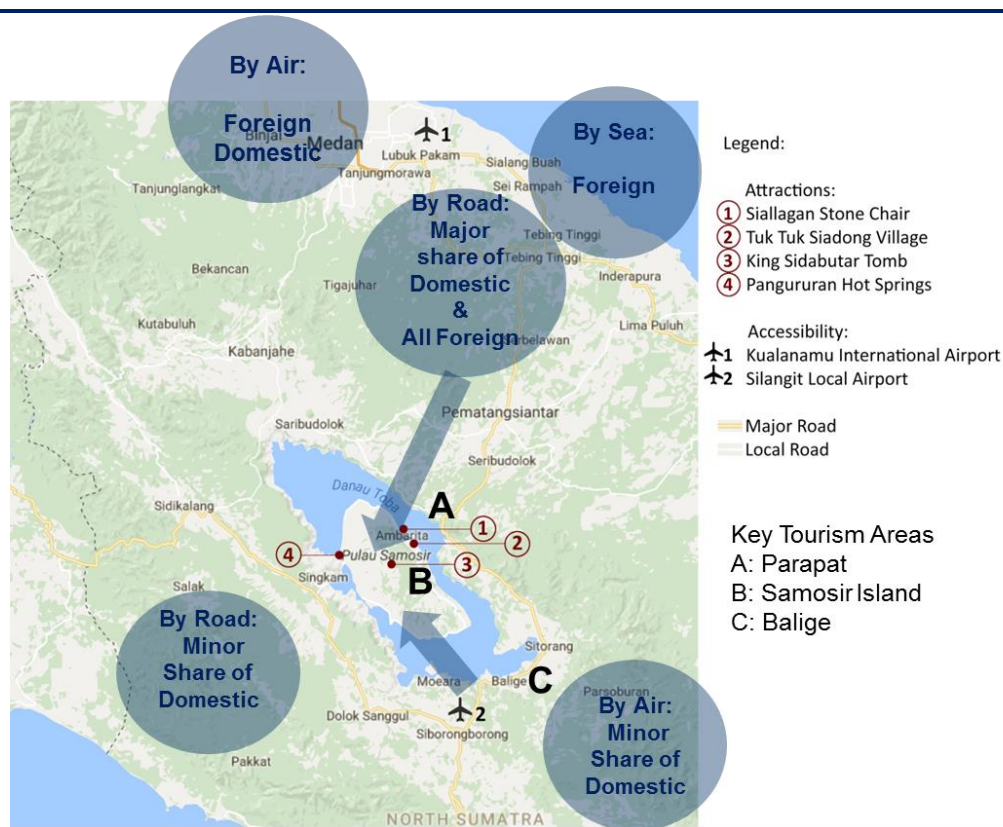 By Air:
Foreign
Domestic
By Sea:
Foreign
By Road:
Major
share of
Domestic
&
All Foreign
By Road:
Minor
Share of
Domestic
By Air:
Minor
Share of
Domestic
Binjai
Medan
1
Lubuk Pakam
Tanjungmorawa
Sialang Buah
Sei Rampah
Tanjunglangkat
Tebing Tinggi
Tebing Tinggi
Bekancan
Tigajuhar
Inderapura
Kutabuluh
Lima Puluh
Kabanjahe
Pematangsiantar
Saribudolok
Seribudolok
Danau Toba
A
Sidikalang
Ambarita
1
2
4
Pulau Samosir
3
Singkam
B
Salak
Sitorang
Moeara
Balige
C
Parsoburan
2
Dolok Sanggul
Siborongborong
Pakkat
NORTH SUMATRA
Legend:
Attractions:
1 Siallagan Stone Chair
2 Tuk Tuk Siadong Village
3 King Sidabutar Tomb
4 Pangururan Hot Springs
Accessibility:
1 Kualanamu International Airport
2 Silangit Local Airport
Major Road
Local Road
Key Tourism Areas
A: Parapat
B: Samosir Island
C: Balige